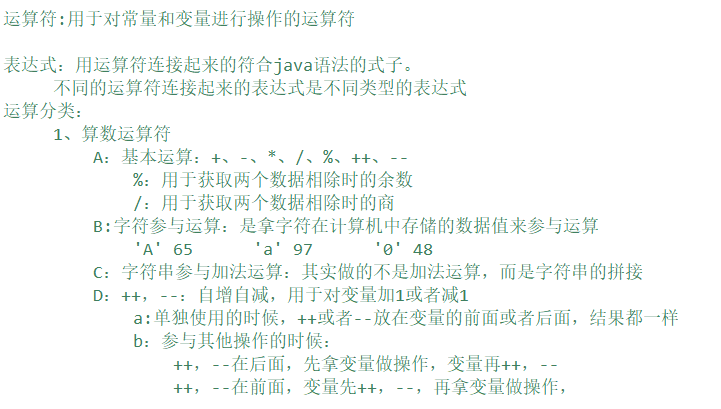 运算符:用于对常量和变量进行操作的运算符
表达式：用运算符连接起来的符合java语法的式子。
不同的运算符连接起来的表达式是不同类型的表达式
运算分类：
1、算数运算符
A：基本运算：+、-、*、/、%、++、--
%：用于获取两个数据相除时的余数
/：用于获取两个数据相除时的商
B:字符参与运算：是拿字符在计算机中存储的数据值来参与运算
'A' 65 'a' 97 '0' 48
C：字符串参与加法运算：其实做的不是加法运算，而是字符串的拼接
D：++，--：自增自减，用于对变量加1或者减1
a:单独使用的时候，++或者--放在变量的前面或者后面，结果都一样
b：参与其他操作的时候：
++，--在后面，先拿变量做操作，变量再++，--
++，--在前面，变量先++，--，再拿变量做操作，